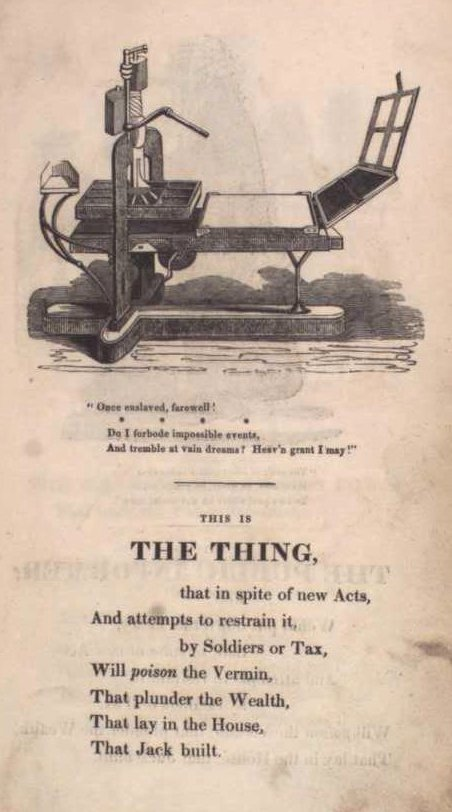 " Once enslaved, farewell!
* * * *
Do I forbode impossible events,
And tremble at vain dreams? Heav'n grant I may!"
THIS IS
THE THING,
that in spite of new Acts,
And attempts to restrain it,
by Soldiers or Tax,
Will poison the Vermin,
That plunder the Wealth,
That lay in the House,
That Jack built.